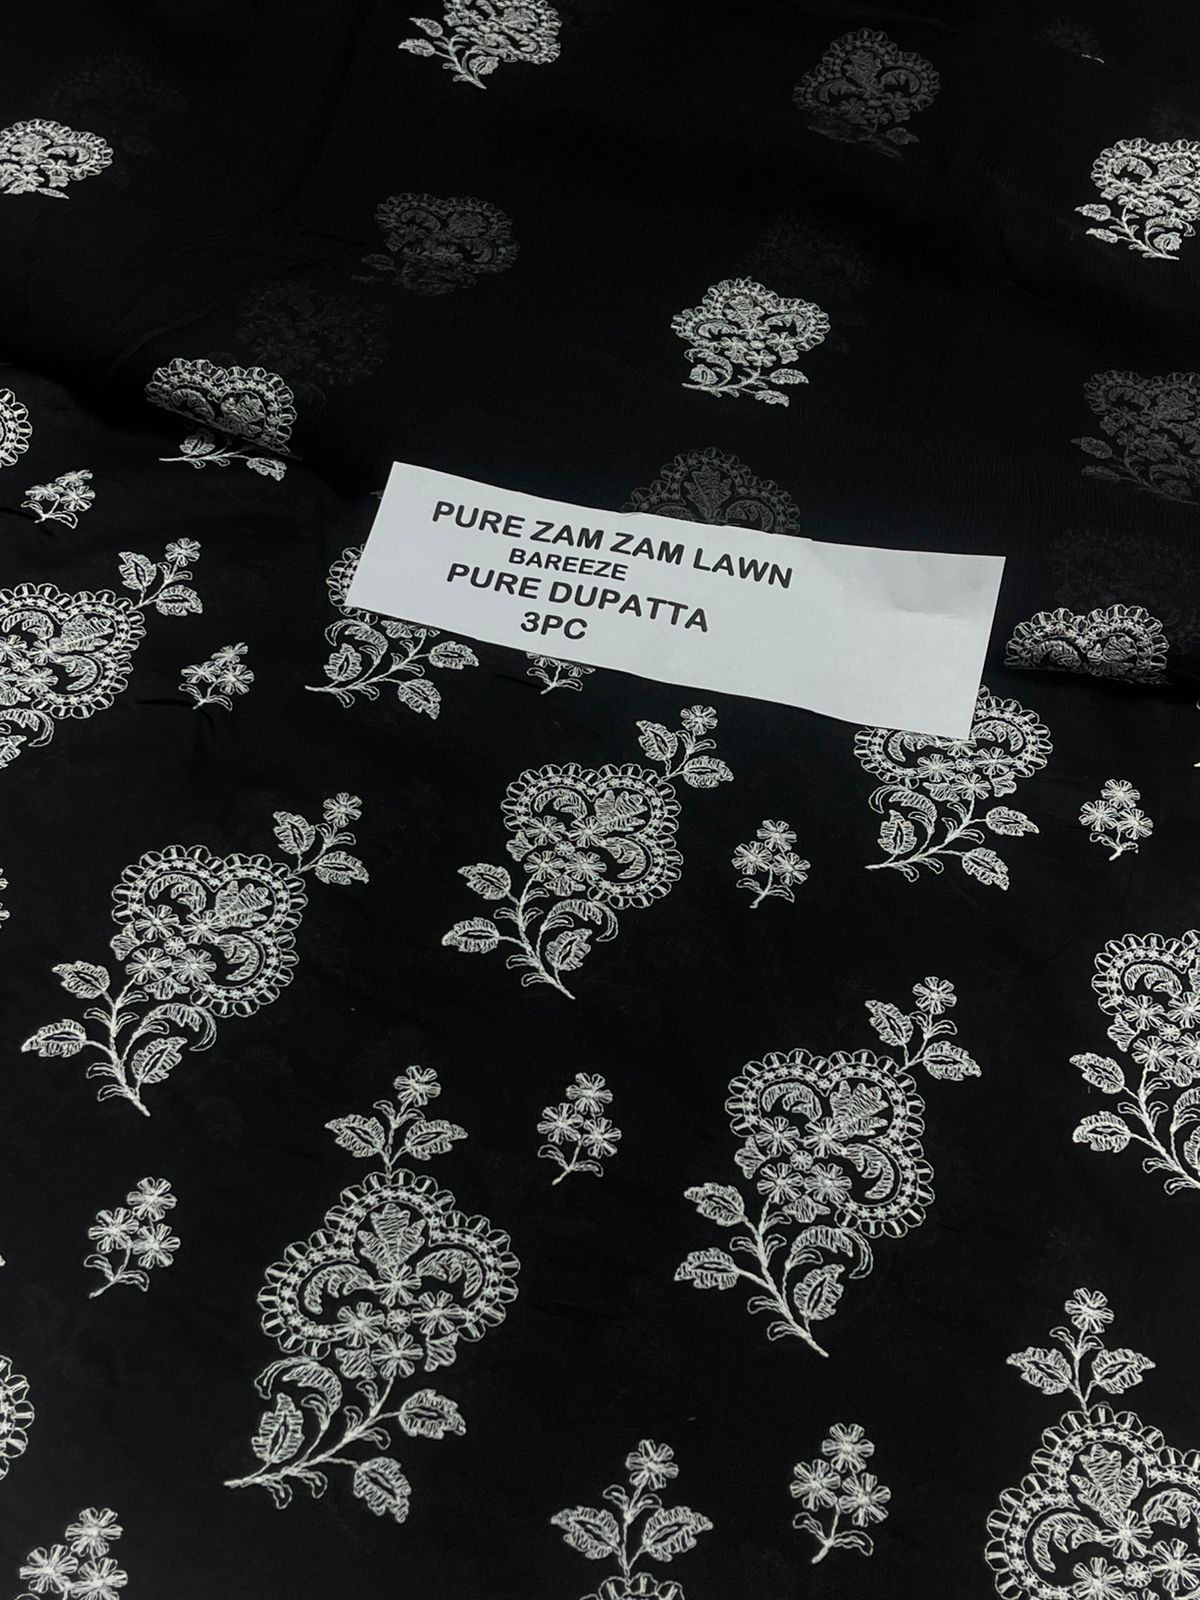 PURE ZAM ZAM LAWN
BAREEZE
PURE DUPATTA
3PC